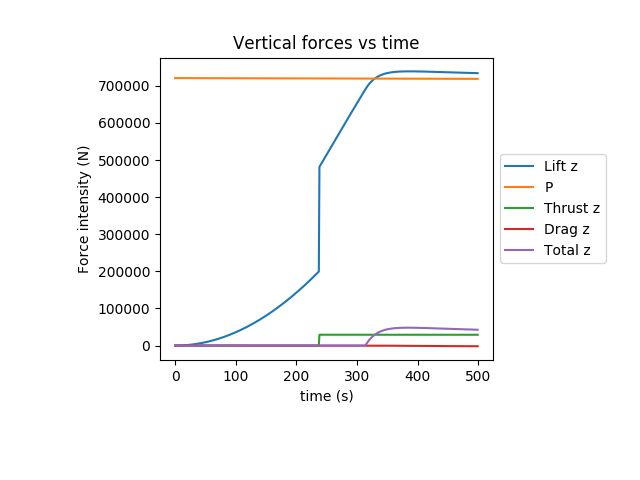 Vertical forces vs time
Force intensity (N)
700000
600000
500000
400000
300000
200000
100000
0
0 100 200 300 400 500
time (s)
Lift z
P
Thrust z
Drag z
Total z